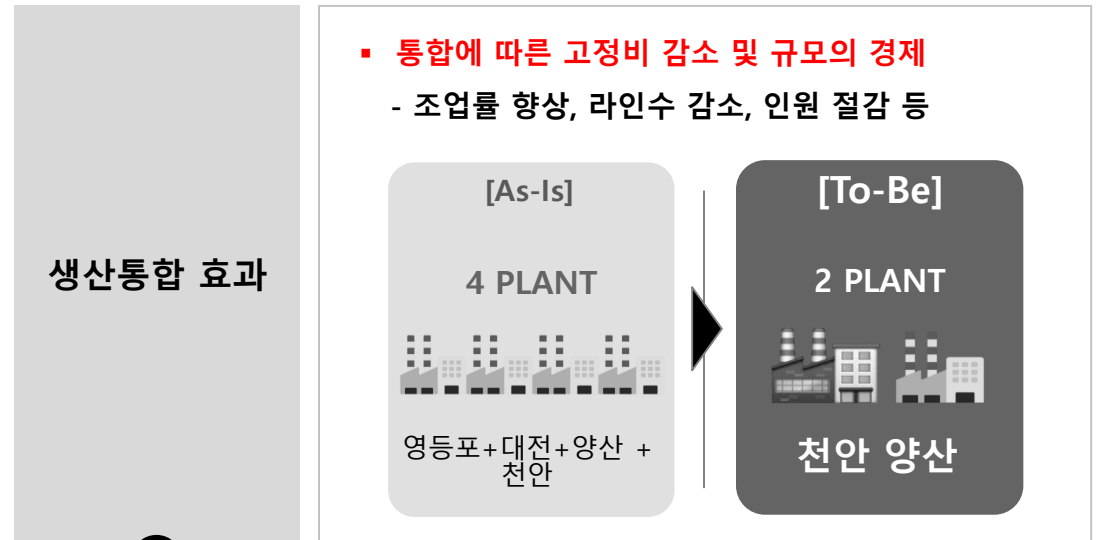 생산통합 효과
▪ 통합에 따른 고정비 감소 및 규모의 경제
- 조업률 향상, 라인수 감소, 인원 절감 등
[As-Is]
4 PLANT
영등포+대전+양산 +
천안
[To-Be]
2 PLANT
천안 양산